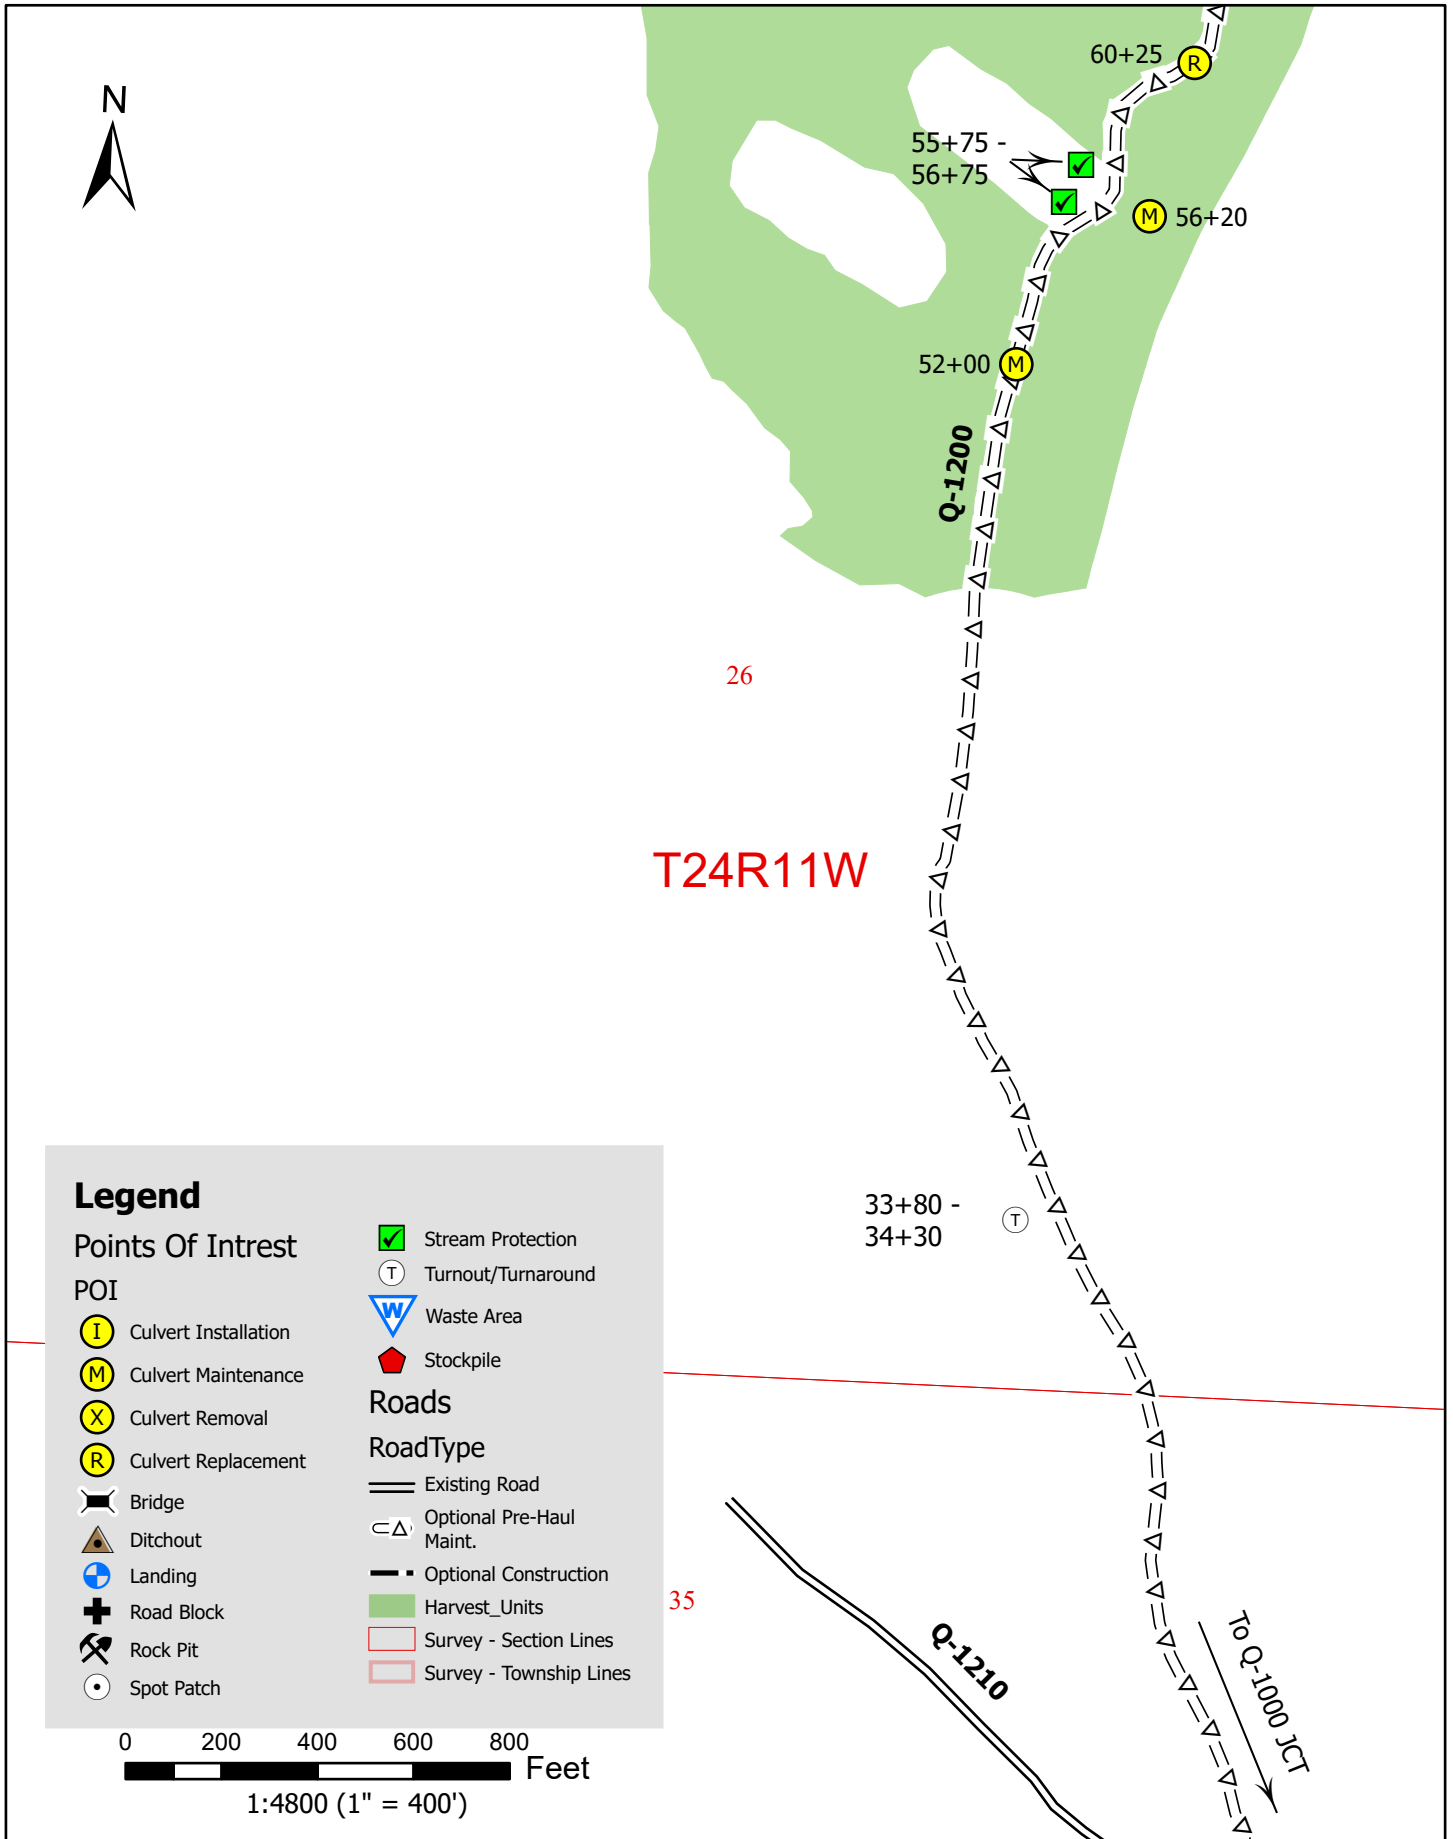 N
60+25
R
55+75 -
56+75
M
56+20
52+00
M
Q-1200
26
T24R11W
33+80 -
34+30
T
Legend
Points Of Intrest
POI
I Culvert Installation
M Culvert Maintenance
X Culvert Removal
R Culvert Replacement
Bridge
Ditchout
Landing
Road Block
Rock Pit
Spot Patch
Stream Protection
T Turnout/Turnaround
W Waste Area
Stockpile
Roads
RoadType
Existing Road
Optional Pre-Haul
Maint.
Optional Construction
Harvest_Units
Survey - Section Lines
Survey - Township Lines
35
Q-1210
To Q-1000 JCT
0 200 400 600 800
Feet
1:4800 (1" = 400')